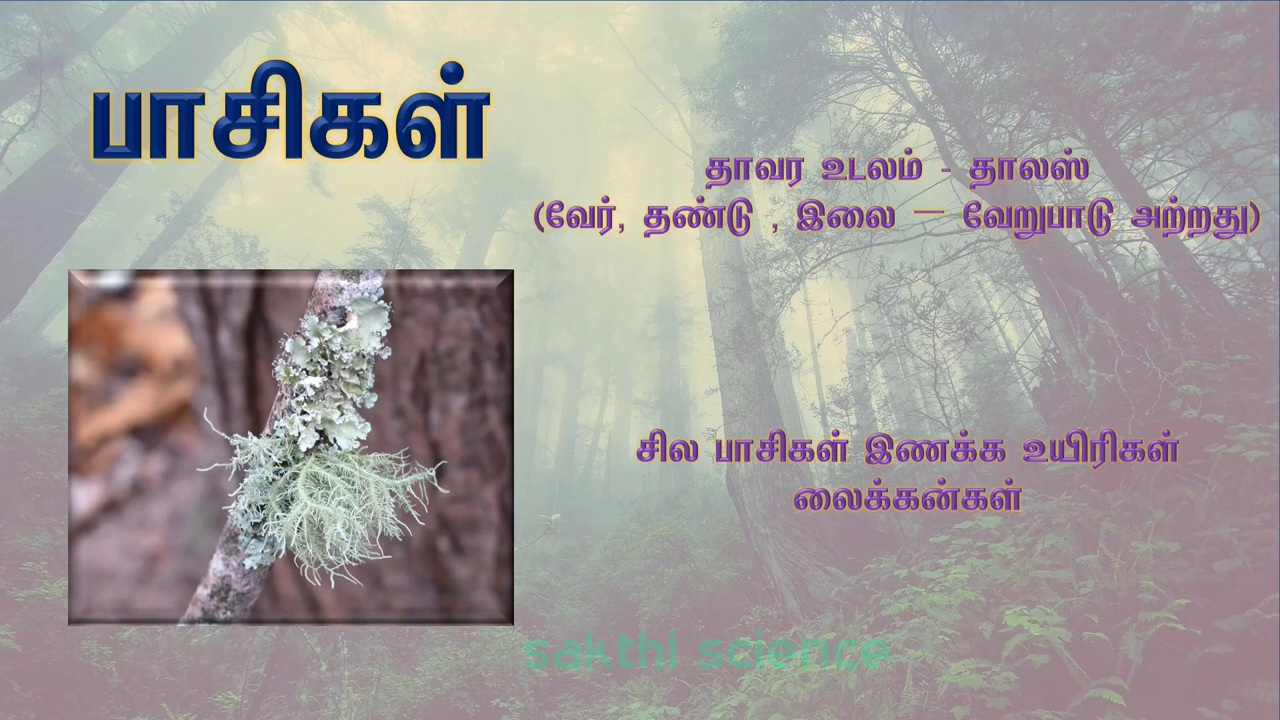 பாசிகள்
தாவர உடலம் - தாலஸ்
(வேர், தண்டு , இலை – வேறுபாடு அற்றது)
சில பாசிகள் இணக்க உயிரிகள்
லைக்கன்கள்
sakthi science